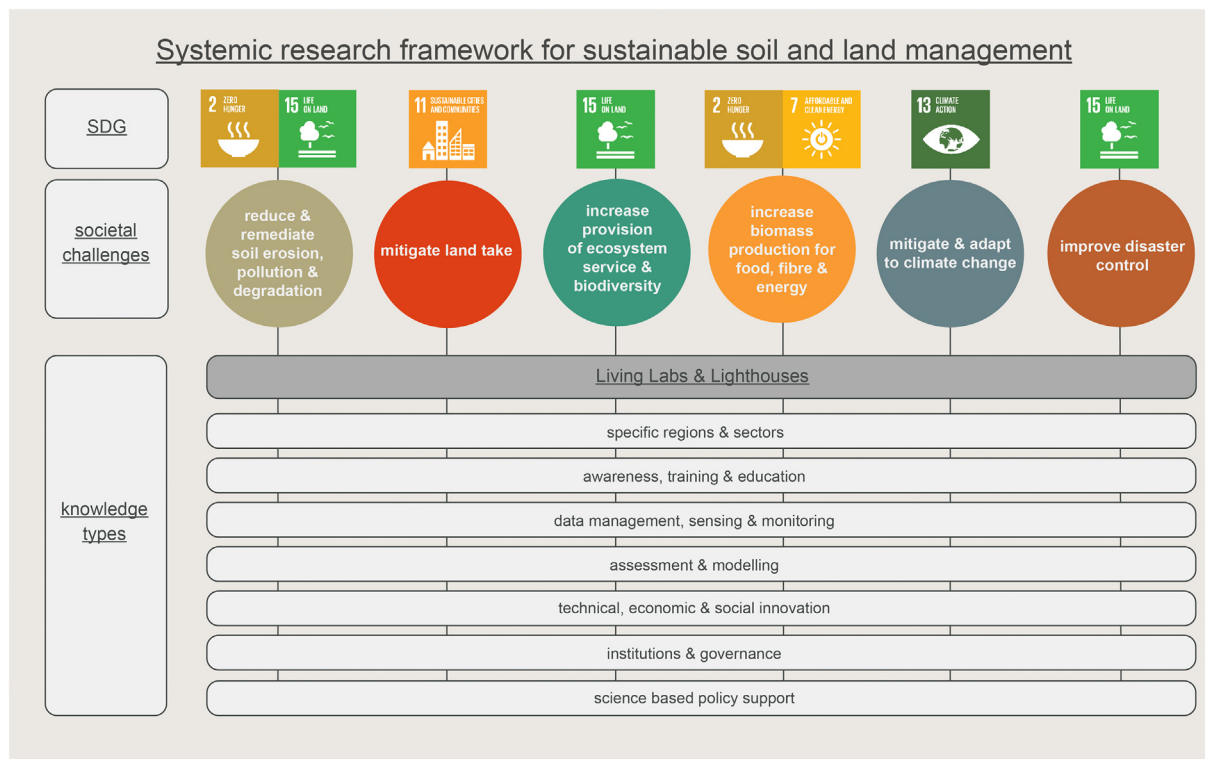 Systemic research framework for sustainable soil and land management
SDG
2 ZERO
HUNGER
15 LIFE
ON LAND
11 SUSTAINABLE CITIES
AND COMMUNITIES
15 LIFE
ON LAND
2 ZERO
HUNGER
7 AFFORDABLE AND
CLEAN ENERGY
13 CLIMATE
ACTION
15 LIFE
ON LAND
societal
challenges
reduce &
remediate
soil erosion,
pollution &
degradation
mitigate land take
increase
provision
of ecosystem
service &
biodiversity
increase
biomass
production for
food, fibre &
energy
mitigate & adapt
to climate change
improve disaster
control
knowledge
types
Living Labs & Lighthouses
specific regions & sectors
awareness, training & education
data management, sensing & monitoring
assessment & modelling
technical, economic & social innovation
institutions & governance
science based policy support